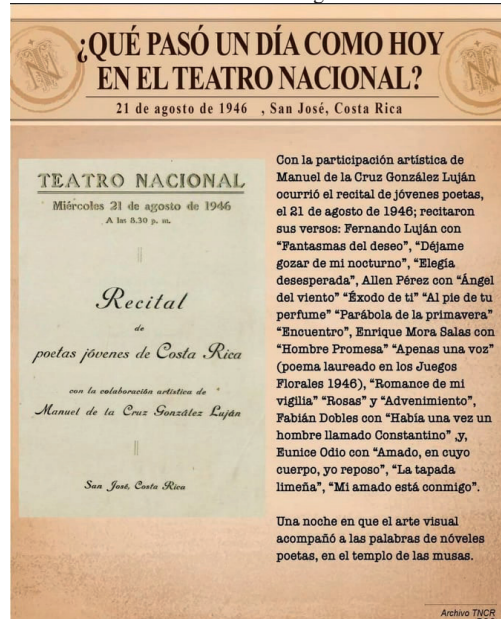 ¿QUÉ PASÓ UN DÍA COMO HOY
EN EL TEATRO NACIONAL?
21 de agosto de 1946 , San José, Costa Rica
TEATRO NACIONAL
Miércoles 21 de agosto de 1946
A las 8.30 p. m.
Recital
de
poetas jóvenes de Costa Rica
con la colaboración artística de
Manuel de la Cruz González Luján
San José, Costa Rica
Con la participación artística de
Manuel de la Cruz González Luján
ocurrió el recital de jóvenes poetas,
el 21 de agosto de 1946; recitaron
sus versos: Fernando Luján con
“Fantasmas del deseo”, “Déjame
gozar de mi nocturno”, “Elegía
desesperada”, Allen Pérez con “Ángel
del viento” “Éxodo de ti” “Al pie de tu
perfume” “Parábola de la primavera”
“Encuentro”, Enrique Mora Salas con
“Hombre Promesa” “Apenas una voz”
(poema laureado en los Juegos
Florales 1946), “Romance de mi
vigilia” “Rosas” y “Advenimiento”,
Fabián Dobles con “Había una vez un
hombre llamado Constantino” ,y,
Eunice Odio con “Amado, en cuyo
cuerpo, yo reposo”, “La tapada
limeña”, “Mi amado está conmigo”.
Una noche en que el arte visual
acompañó a las palabras de nóveles
poetas, en el templo de las musas.
Archivo TNCR